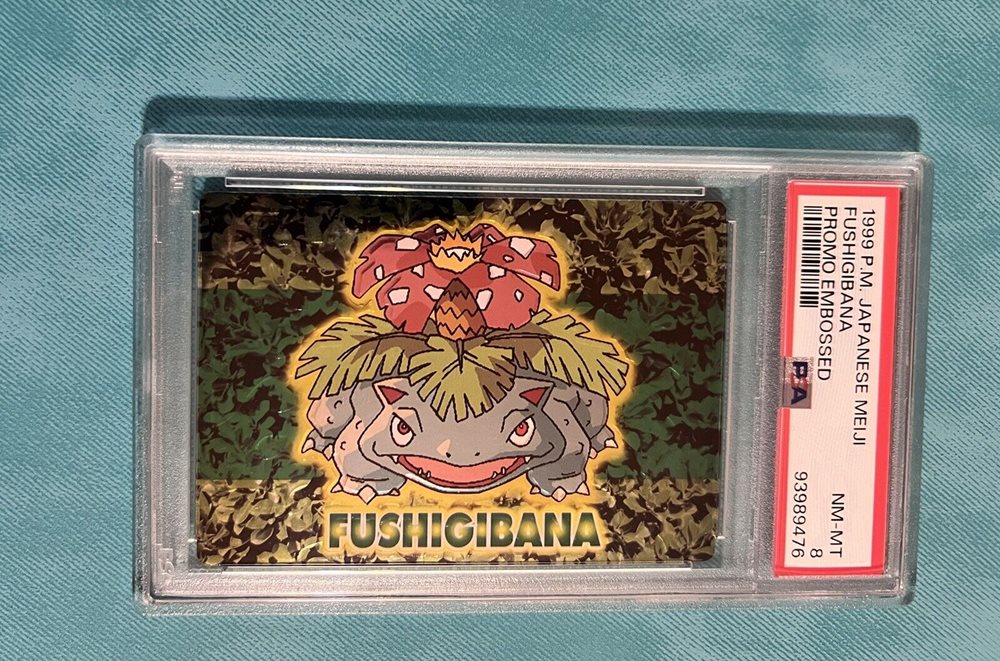 FUSHIGIBANA
1999 P.M. JAPANESE MEIJI
FUSHIGIBANA
PROMO EMBOSSED
NM-MT
8
93989476
PSA